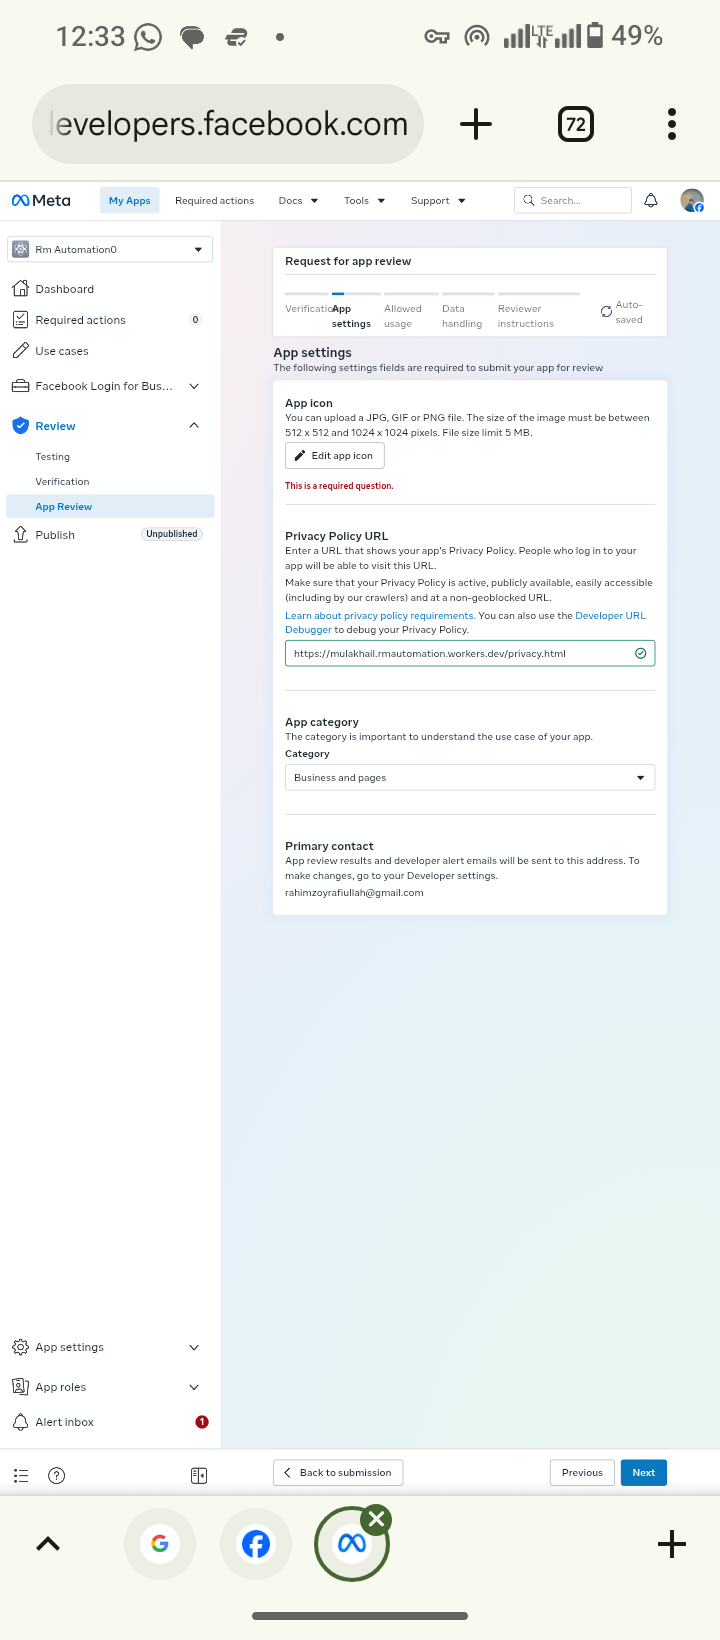 12:33
LTE
49%
levelopers.facebook.com
72
Meta
My Apps
Required actions
Docs
Tools
Support
Search...
Rm Automation0
Dashboard
Required actions
0
Use cases
Facebook Login for Bus...
Review
Testing
Verification
App Review
Publish
Unpublished
Request for app review
Verificatio
App settings
Allowed usage
Data handling
Reviewer instructions
Auto-saved
App settings
The following settings fields are required to submit your app for review
App icon
You can upload a JPG, GIF or PNG file. The size of the image must be between
512 x 512 and 1024 x 1024 pixels. File size limit 5 MB.
Edit app icon
This is a required question.
Privacy Policy URL
Enter a URL that shows your app's Privacy Policy. People who log in to your
app will be able to visit this URL.
Make sure that your Privacy Policy is active, publicly available, easily accessible
(including by our crawlers) and at a non-geoblocked URL.
Learn about privacy policy requirements. You can also use the Developer URL
Debugger to debug your Privacy Policy.
https://mulakhail.rmautomation.workers.dev/privacy.html
App category
The category is important to understand the use case of your app.
Category
Business and pages
Primary contact
App review results and developer alert emails will be sent to this address. To
make changes, go to your Developer settings.
rahimzoyrafiullah@gmail.com
App settings
App roles
Alert inbox
1
Back to submission
Previous
Next